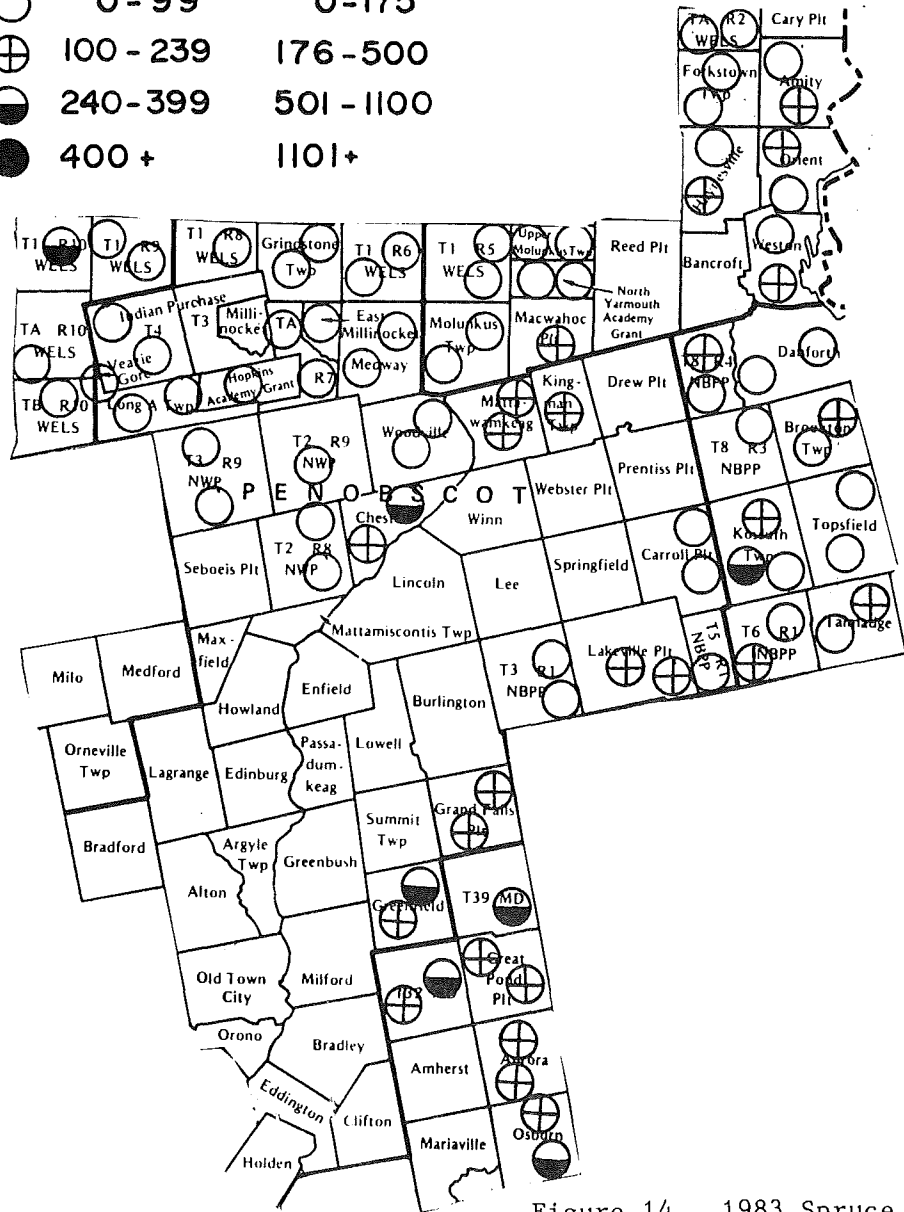 0-99 0-175
100-239 176-500
240-399 501-1100
400+ 1101+
TA R2
WELS
Cary Plt
Forkstown
Twp
Amity
Haynesville
Orient
Weston
Bancroft
Reed Plt
T1 R10
WELS
T1 R9
WELS
T1 R8
WELS
Grindstone
Twp
T1 R6
WELS
T1 R5
WELS
Upper
Molunkus Twp
North
Yarmouth
Academy
Grant
Macwahoc
Plt
Indian Purchase
T4
T3
Milli-
nocket
TA
R7
East
Millinocket
Medway
Molunkus
Twp
TA R10
WELS
Veazie
Gore
TB R10
WELS
Long A Twp
Hopkins
Academy Grant
Danforth
T8 R4
NBPP
Drew Plt
King-
man
Twp
Matta-
wamkeag
Woodville
T3 R9
NWP
T2 R9
NWP
PENOBSCOT
Webster Plt
Prentiss Plt
T8 R3
NBPP
Brookton
Twp
Chester
Winn
Seboeis Plt
T2 R8
NWP
Lincoln
Lee
Springfield
Carroll Plt
Kossuth
Twp
Topsfield
Mattamiscontis Twp
Max-
field
Milo
Medford
T3 R1
NBPP
Lakeville Plt
T5 R1
NBPP
T6 R1
NBPP
Talmadge
Howland
Enfield
Burlington
Orneville
Twp
Lagrange
Edinburg
Passa-
dum-
keag
Lowell
Bradford
Argyle
Twp
Greenbush
Summit
Twp
Grand Falls
Plt
Alton
Greenfield
T39 MD
Old Town
City
Milford
T32
Great
Pond
Plt
Orono
Bradley
Amherst
Aurora
Eddington
Clifton
Mariaville
Osborn
Holden
Figure 14. 1983 Spruce